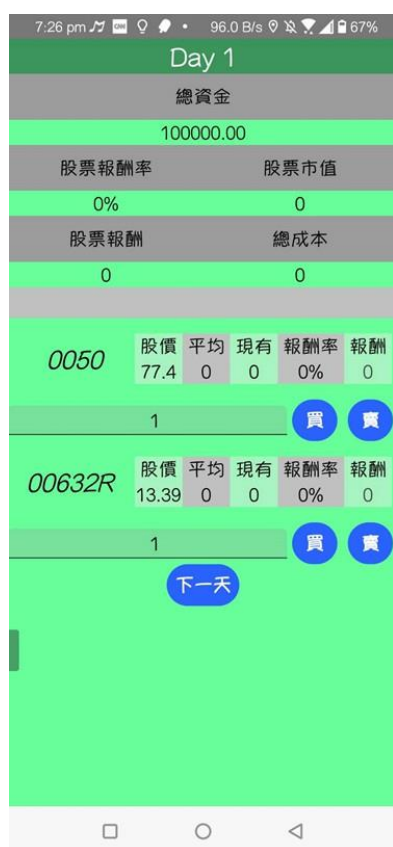 7:26 pm 96.0 B/s 67%
Day 1
總資金
100000.00
股票報酬率 股票市值
0% 0
股票報酬 總成本
0 0
0050 股價 平均 現有 報酬率 報酬
77.4 0 0 0% 0
1 買 賣
00632R 股價 平均 現有 報酬率 報酬
13.39 0 0 0% 0
1 買 賣
下一天